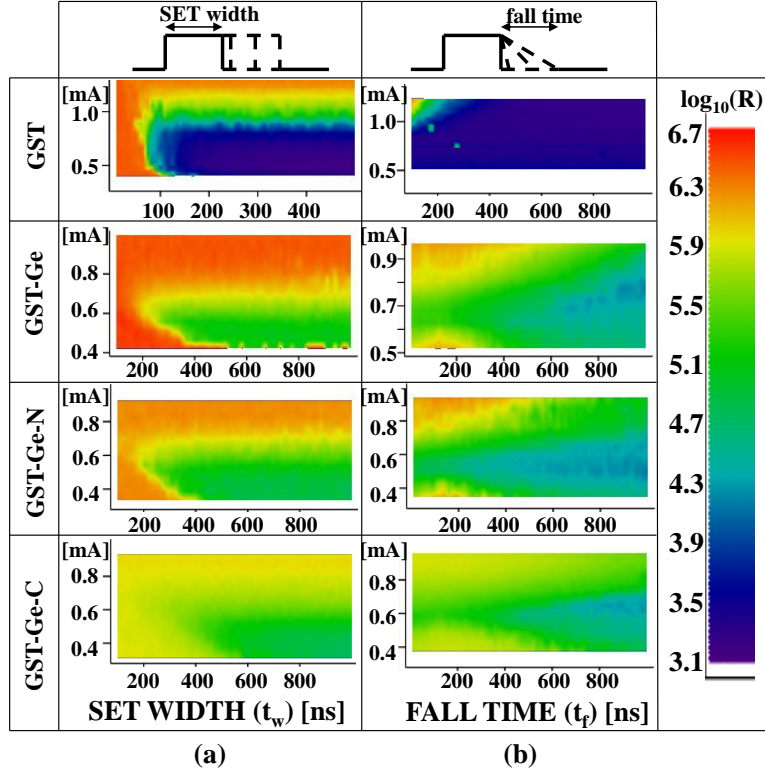 SET width
fall time
GST
[mA]
1.0
0.5
100 200 300 400
[mA]
1.0
0.5
200 400 600 800
log10(R)
6.7
6.3
5.9
5.5
5.1
4.7
4.3
3.9
3.5
3.1
GST-Ge
[mA]
0.8
0.6
0.4
200 400 600 800
[mA]
0.9
0.7
0.5
200 400 600 800
GST-Ge-N
[mA]
0.8
0.6
0.4
200 400 600 800
[mA]
0.8
0.6
0.4
200 400 600 800
GST-Ge-C
[mA]
0.8
0.6
0.4
200 400 600 800
[mA]
0.8
0.6
0.4
200 400 600 800
SET WIDTH (tw) [ns]
FALL TIME (tf) [ns]
(a)
(b)